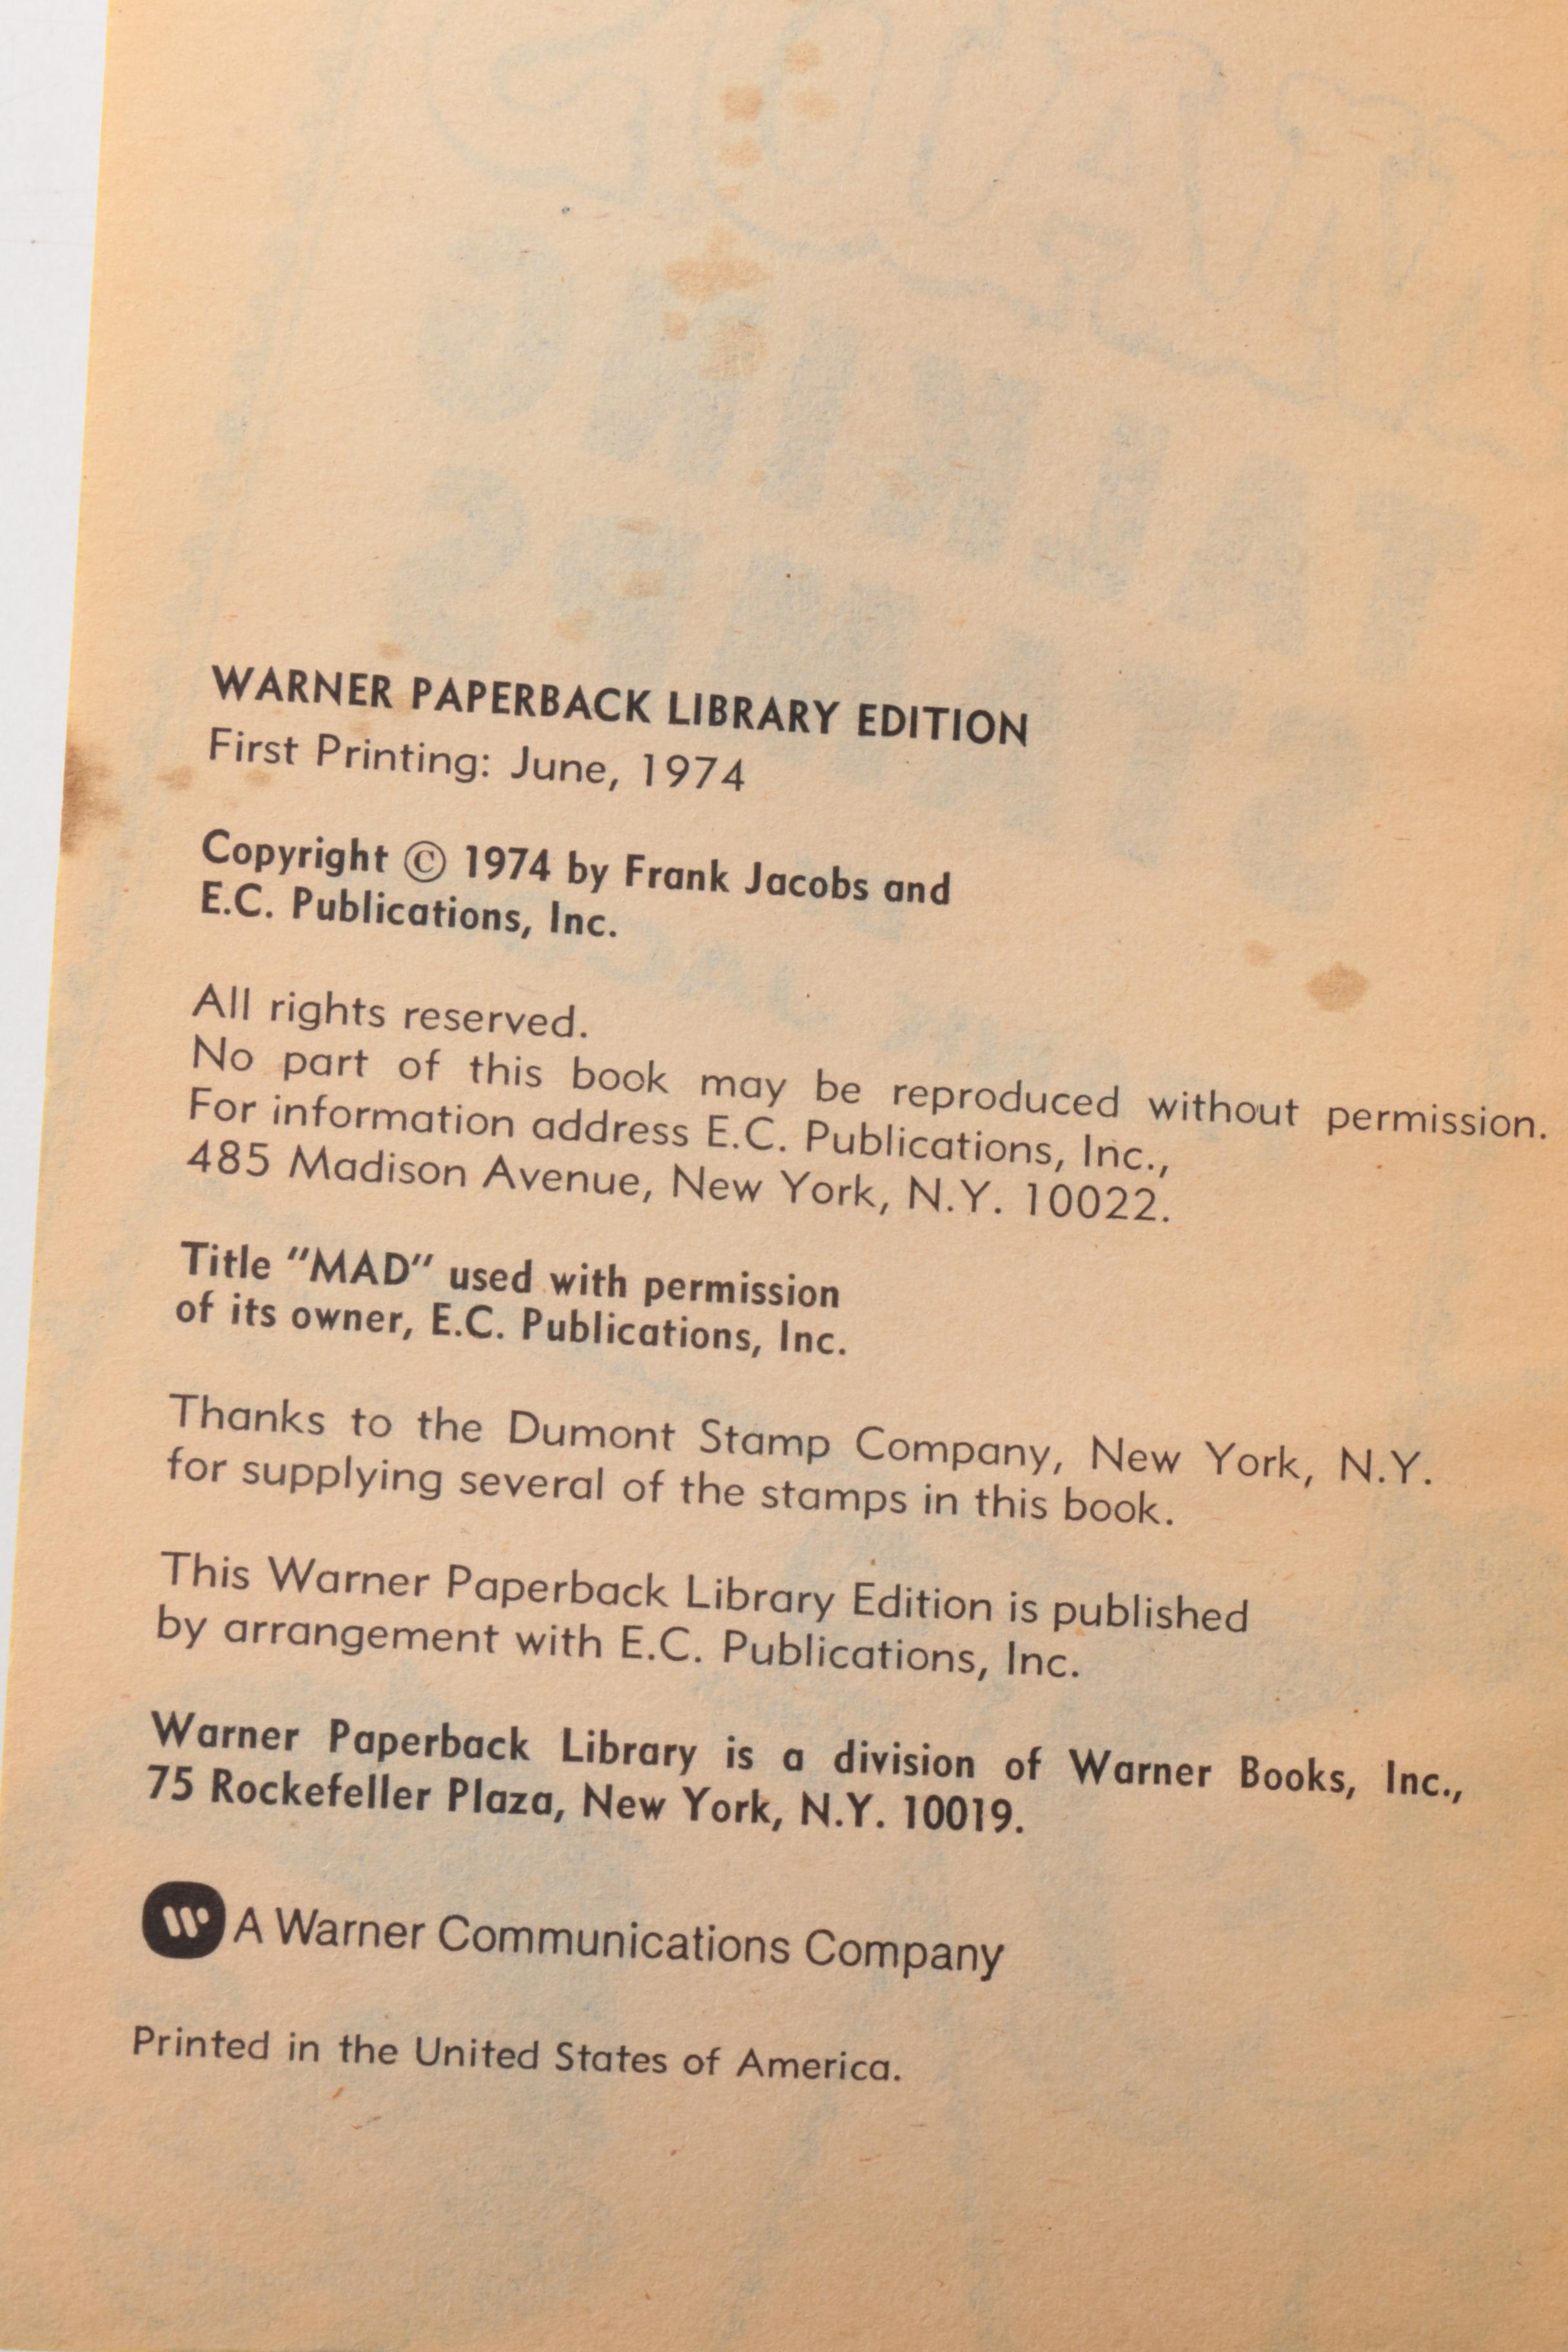 WARNER PAPERBACK LIBRARY EDITION
First Printing: June, 1974
Copyright © 1974 by Frank Jacobs and
E.C. Publications, Inc.
All rights reserved.
No part of this book may be reproduced without permission.
For information address E.C. Publications, Inc.,
485 Madison Avenue, New York, N.Y. 10022.
Title "MAD" used with permission
of its owner, E.C. Publications, Inc.
Thanks to the Dumont Stamp Company, New York, N.Y.
for supplying several of the stamps in this book.
This Warner Paperback Library Edition is published
by arrangement with E.C. Publications, Inc.
Warner Paperback Library is a division of Warner Books, Inc.,
75 Rockefeller Plaza, New York, N.Y. 10019.
A Warner Communications Company
Printed in the United States of America.